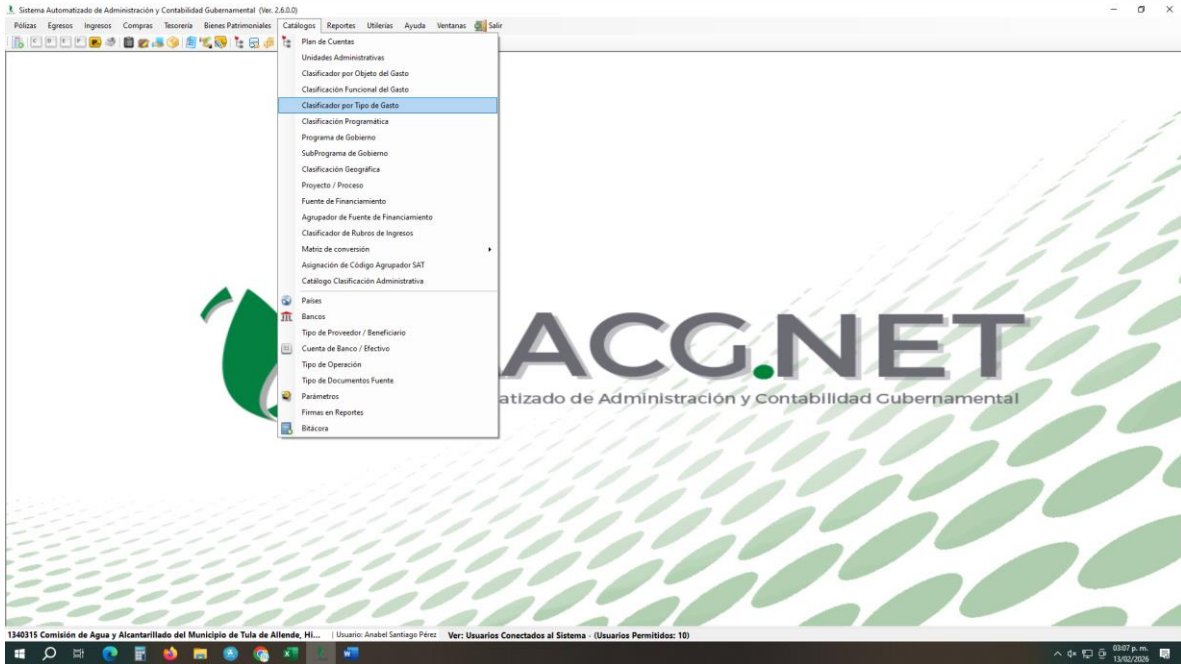 Sistema Automatizado de Administración y Contabilidad Gubernamental (Ver. 2.6.0.0)
Pólizas Egresos Ingresos Compras Tesorería Bienes Patrimoniales Catálogos Reportes Utilerías Ayuda Ventanas Salir
Plan de Cuentas
Unidades Administrativas
Clasificador por Objeto del Gasto
Clasificación Funcional del Gasto
Clasificador por Tipo de Gasto
Clasificación Programática
Programa de Gobierno
SubPrograma de Gobierno
Clasificación Geográfica
Proyecto / Proceso
Fuente de Financiamiento
Agrupador de Fuente de Financiamiento
Clasificador de Rubros de Ingresos
Matriz de conversión
Asignación de Código Agrupador SAT
Catálogo Clasificación Administrativa
Países
Bancos
Tipo de Proveedor / Beneficiario
Cuenta de Banco / Efectivo
Tipo de Operación
Tipo de Documentos Fuente
Parámetros
Firmas en Reportes
Bitácora
ACG.NET
atizado de Administración y Contabilidad Gubernamental
1340315 Comisión de Agua y Alcantarillado del Municipio de Tula de Allende, Hi... Usuario: Anabel Santiago Pérez Ver: Usuarios Conectados al Sistema - (Usuarios Permitidos: 10)
03:07 p. m.
13/02/2026